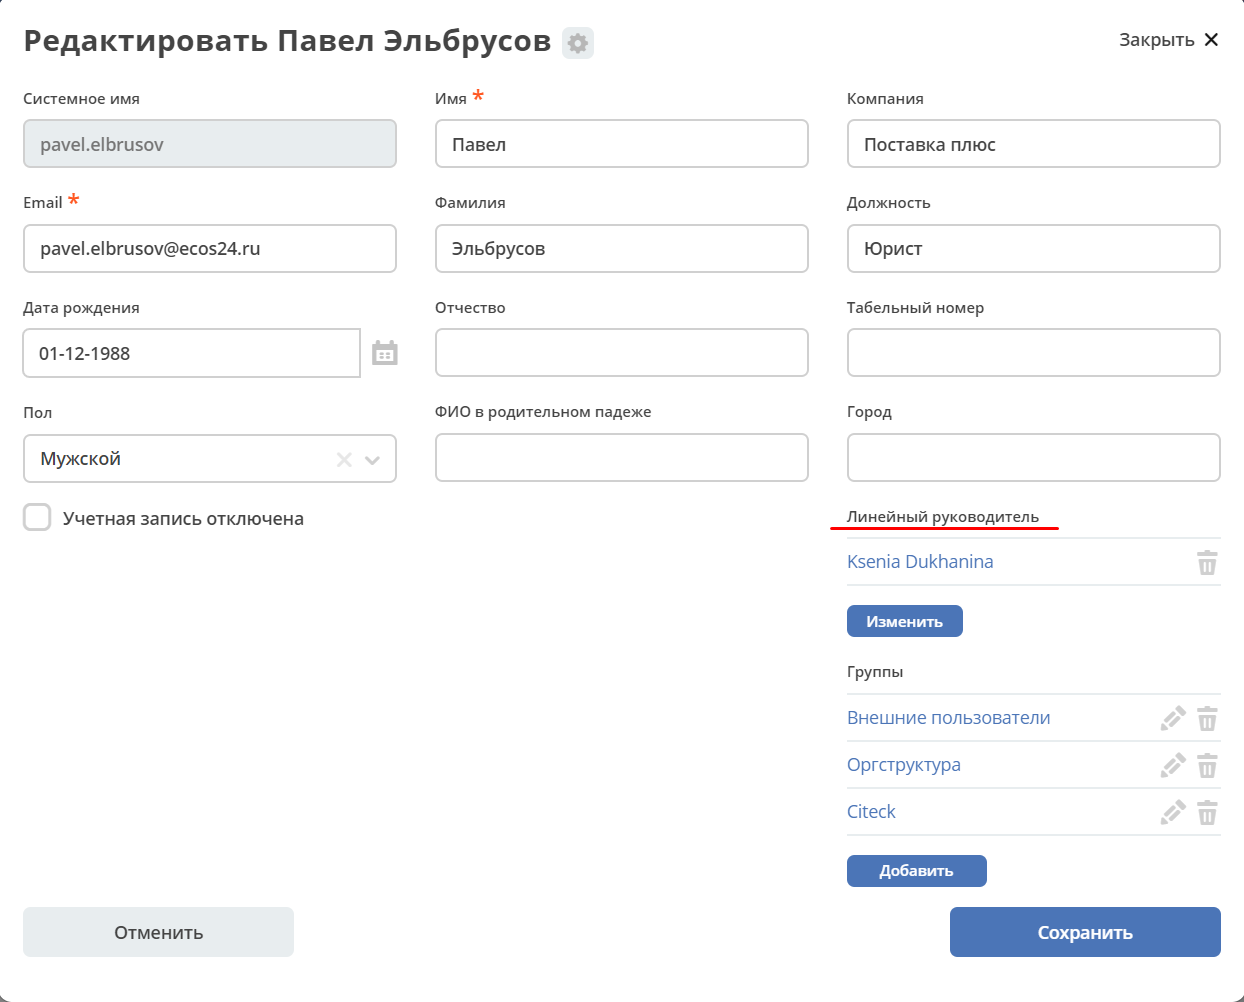 Редактировать Павел Эльбрусов
Закрыть
Системное имя
pavel.elbrusov
Имя *
Павел
Компания
Поставка плюс
Email *
pavel.elbrusov@ecos24.ru
Фамилия
Эльбрусов
Должность
Юрист
Дата рождения
01-12-1988
Отчество
Табельный номер
Пол
Мужской
ФИО в родительном падеже
Город
Учетная запись отключена
Линейный руководитель
Ksenia Dukhanina
Изменить
Группы
Внешние пользователи
Оргструктура
Citeck
Добавить
Отменить
Сохранить